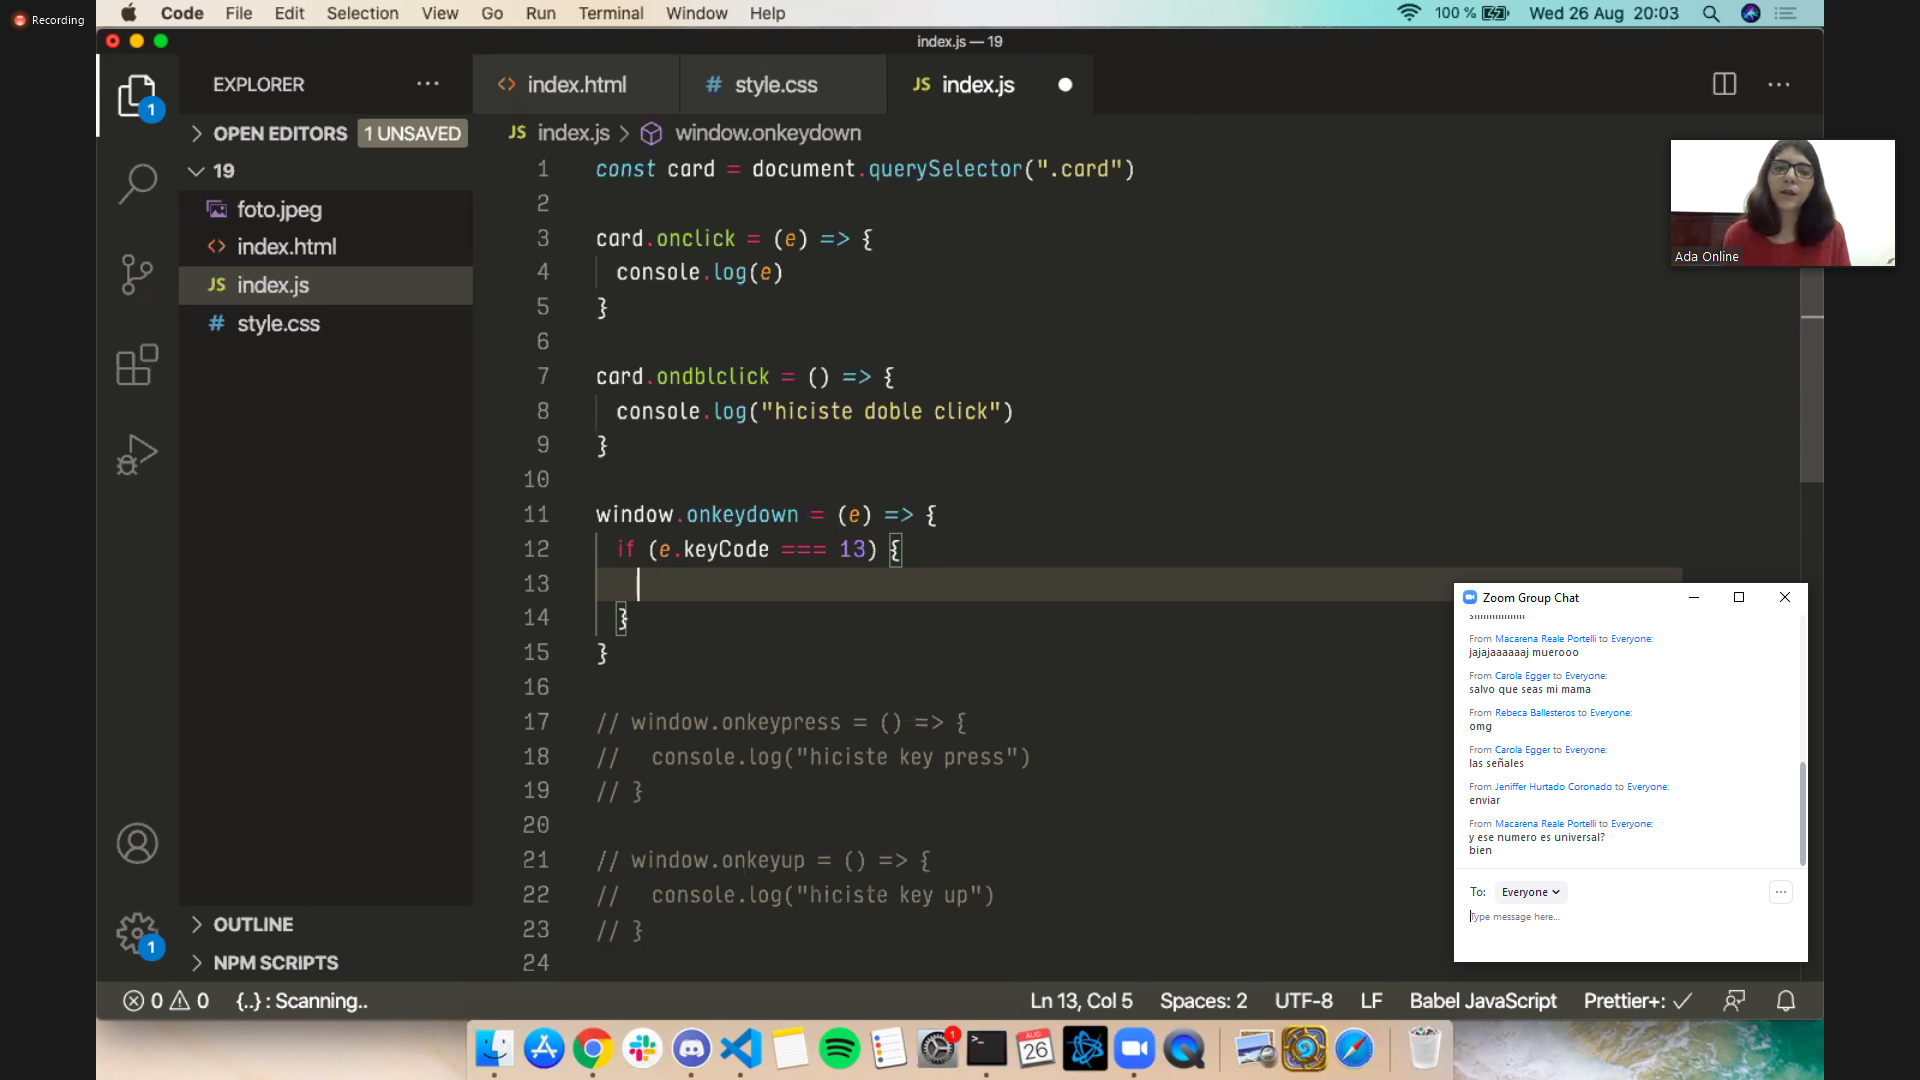 Recording
Code File Edit Selection View Go Run Terminal Window Help
100 % Wed 26 Aug 20:03
index.js — 19
EXPLORER
index.html
style.css
JS index.js
OPEN EDITORS 1 UNSAVED
19
foto.jpeg
index.html
JS index.js
style.css
OUTLINE
NPM SCRIPTS
JS index.js > window.onkeydown
1 const card = document.querySelector(".card")
2
3 card.onclick = (e) => {
4 console.log(e)
5 }
6
7 card.ondblclick = () => {
8 console.log("hiciste doble click")
9 }
10
11 window.onkeydown = (e) => {
12 if (e.keyCode === 13) {
13
14 }
15 }
16
17 // window.onkeypress = () => {
18 // console.log("hiciste key press")
19 // }
20
21 // window.onkeyup = () => {
22 // console.log("hiciste key up")
23 // }
24
Ada Online
Zoom Group Chat
From Macarena Reale Portelli to Everyone:
jajajaaaaaaj muerooo
From Carola Egger to Everyone:
salvo que seas mi mama
From Rebeca Ballesteros to Everyone:
omg
From Carola Egger to Everyone:
las señales
From Jeniffer Hurtado Coronado to Everyone:
enviar
From Macarena Reale Portelli to Everyone:
y ese numero es universal?
bien
To: Everyone
Type message here...
0 0 {..} : Scanning.. Ln 13, Col 5 Spaces: 2 UTF-8 LF Babel JavaScript Prettier+: ✓
1
1
1
AUG
26